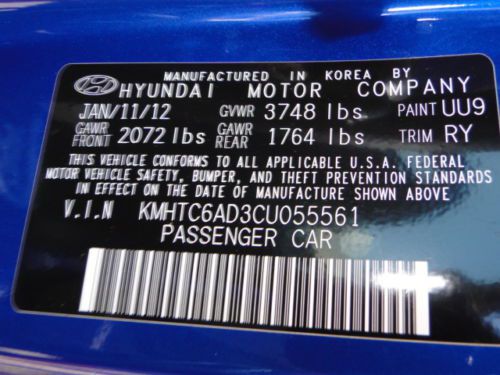 MANUFACTURED IN KOREA BY
HYUNDAI MOTOR COMPANY
JAN/11/12 GVWR 3748 lbs PAINT UU9
GAWR FRONT 2072 lbs GAWR REAR 1764 lbs TRIM RY
THIS VEHICLE CONFORMS TO ALL APPLICABLE U.S.A. FEDERAL
MOTOR VEHICLE SAFETY, BUMPER, AND THEFT PREVENTION STANDARDS
IN EFFECT ON THE DATE OF MANUFACTURE SHOWN ABOVE
V.I.N KMHTC6AD3CU055561
PASSENGER CAR